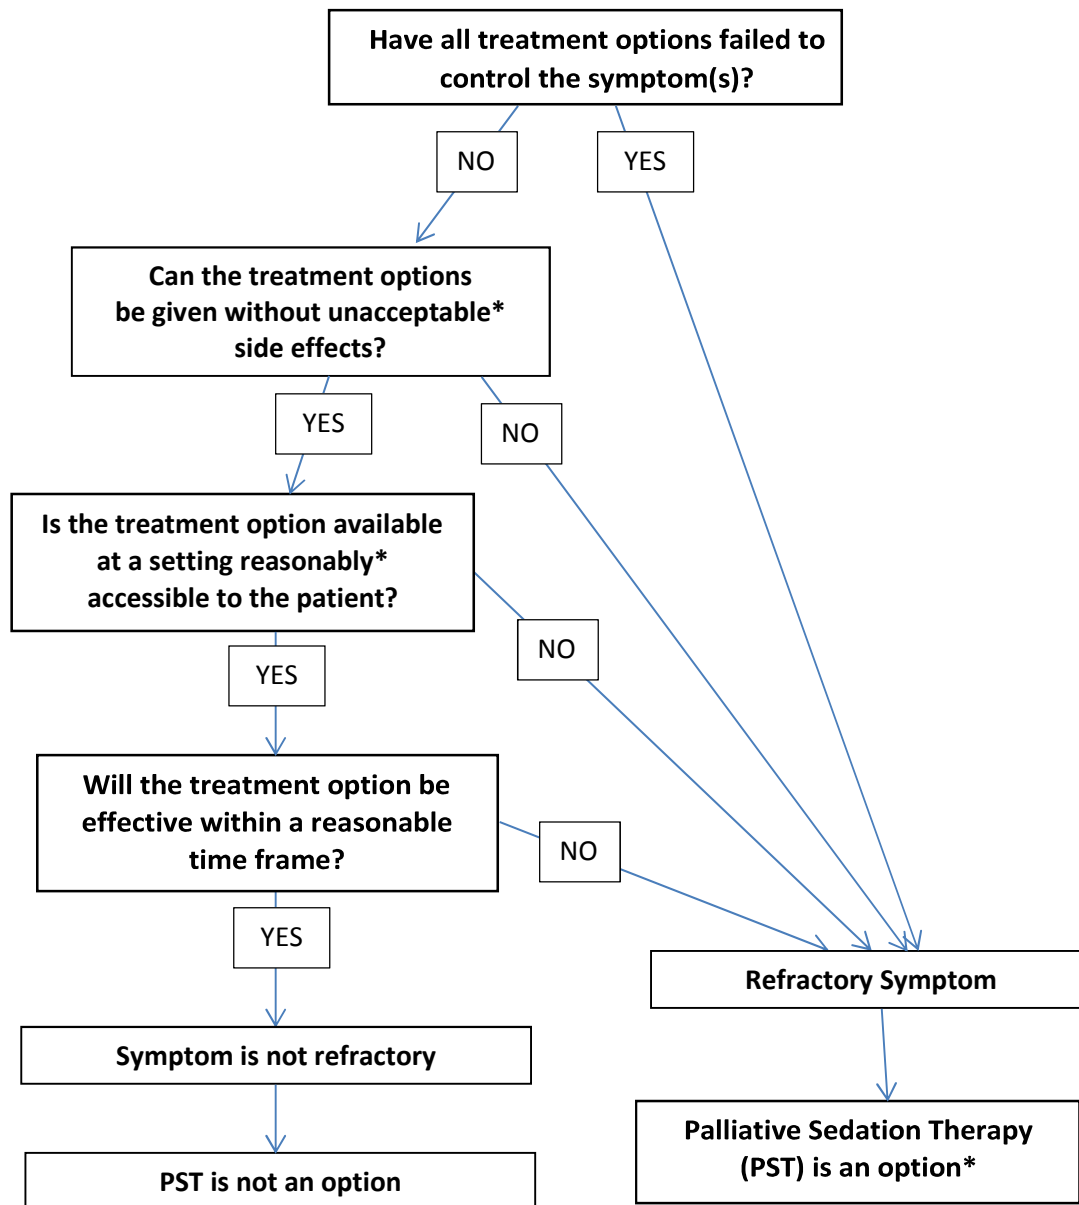 Have all treatment options failed to
control the symptom(s)?
NO
YES
Can the treatment options
be given without unacceptable*
side effects?
YES
NO
Is the treatment option available
at a setting reasonably*
accessible to the patient?
NO
YES
Will the treatment option be
effective within a reasonable
time frame?
NO
YES
Refractory Symptom
Symptom is not refractory
Palliative Sedation Therapy
(PST) is an option*
PST is not an option